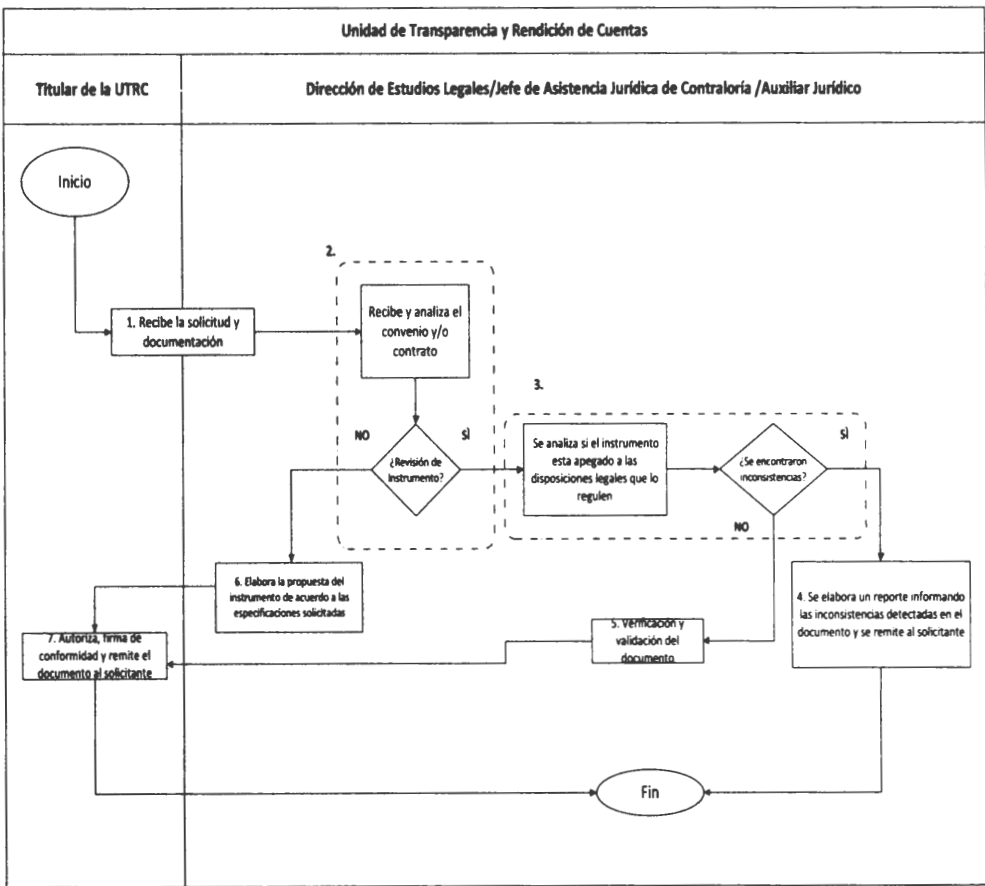 Unidad de Transparencia y Rendición de Cuentas
Titular de la UTRC
Dirección de Estudios Legales/Jefe de Asistencia Jurídica de Contraloría /Auxiliar Jurídico
Inicio
1. Recibe la solicitud y
documentación
2.
Recibe y analiza el
convenio y/o
contrato
NO
SÌ
¿Revisión de
Instrumento?
3.
Se analiza si el instrumento
esta apegado a las
disposiciones legales que lo
regulen
SÌ
¿Se encontraron
inconsistencias?
NO
6. Elabora la propuesta del
instrumento de acuerdo a las
especificaciones solicitadas
4. Se elabora un reporte informando
las inconsistencias detectadas en el
documento y se remite al solicitante
5. Verificación y
validación del
documento.
7. Autoriza, firma de
conformidad y remite el
documento al solicitante
Fin